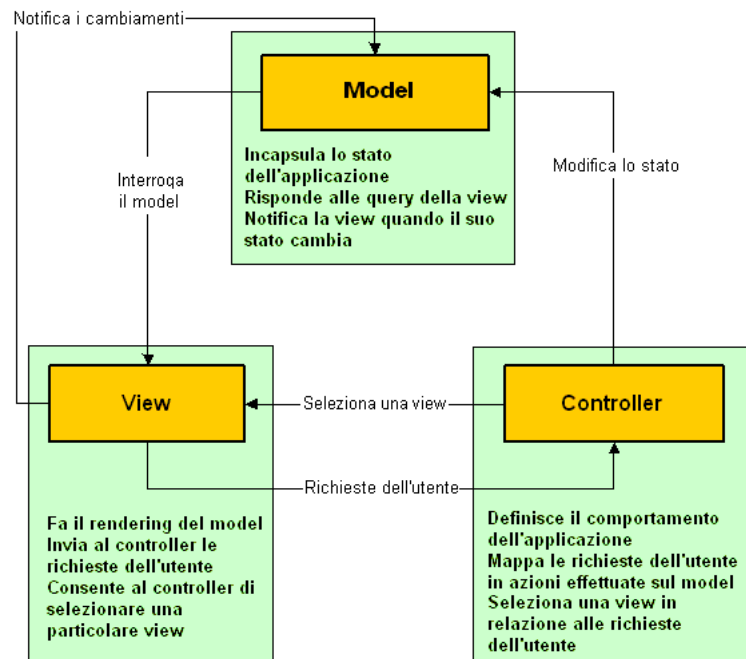 Notifica i cambiamenti
Model
Incapsula lo stato
dell'applicazione
Risponde alle query della view
Notifica la view quando il suo
stato cambia
Interroqa
il model
Modifica lo stato
View
Seleziona una view
Controller
Richieste dell'utente
Fa il rendering del model
Invia al controller le
richieste dell'utente
Consente al controller di
selezionare una
particolare view
Definisce il comportamento
dell'applicazione
Mappa le richieste dell'utente
in azioni effettuate sul model
Seleziona una view in
relazione alle richieste
dell'utente